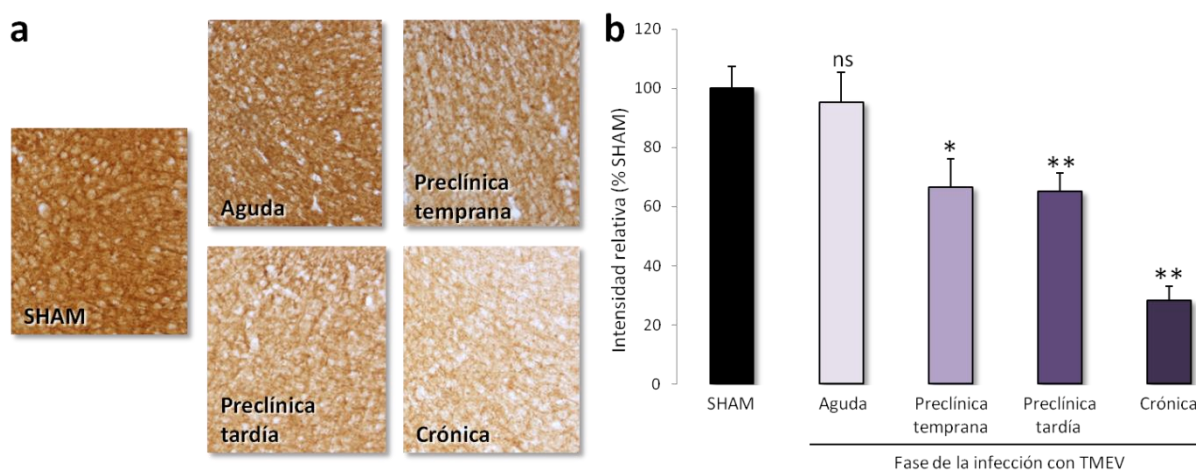 a
SHAM
Aguda
Preclínica
temprana
Preclínica
tardía
Crónica
b
Intensidad relativa (% SHAM)
120
100
80
60
40
20
0
ns
*
**
**
SHAM
Aguda
Preclínica
temprana
Preclínica
tardía
Crónica
Fase de la infección con TMEV